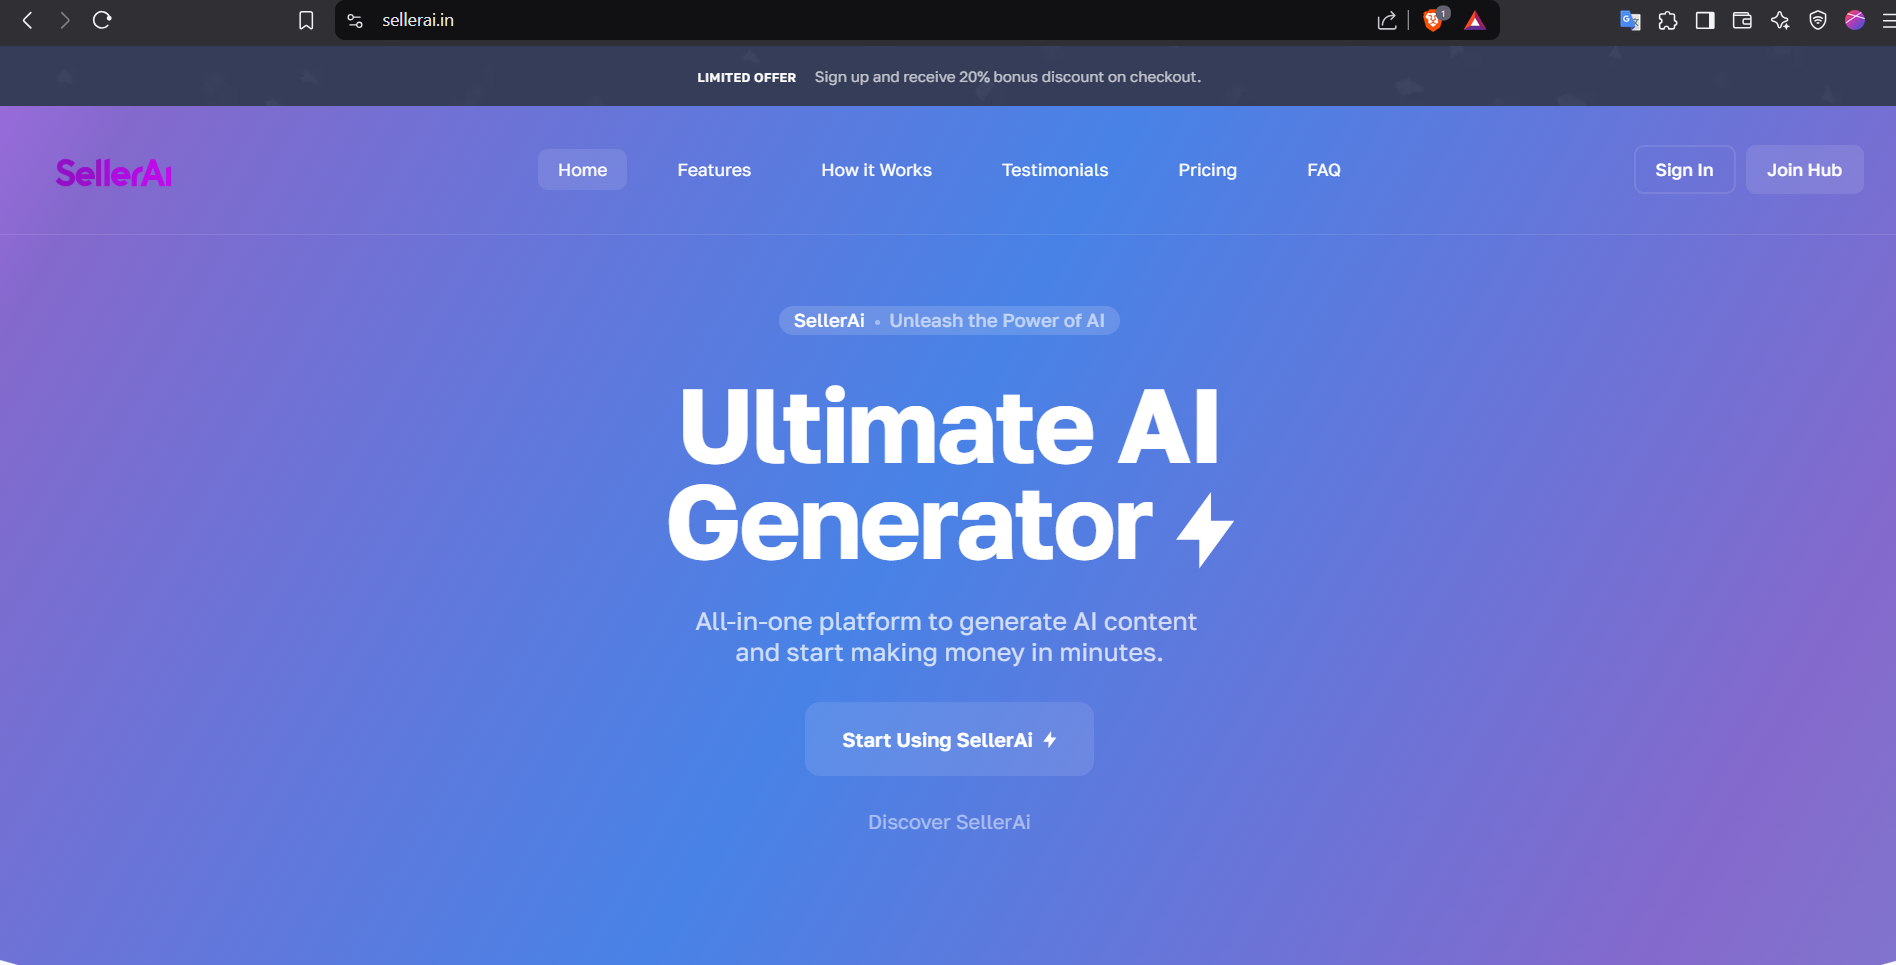 sellerai.in
1
LIMITED OFFER Sign up and receive 20% bonus discount on checkout.
SellerAi
Home Features How it Works Testimonials Pricing FAQ
Sign In Join Hub
SellerAi • Unleash the Power of AI
Ultimate AI
Generator
All-in-one platform to generate AI content
and start making money in minutes.
Start Using SellerAi
Discover SellerAi